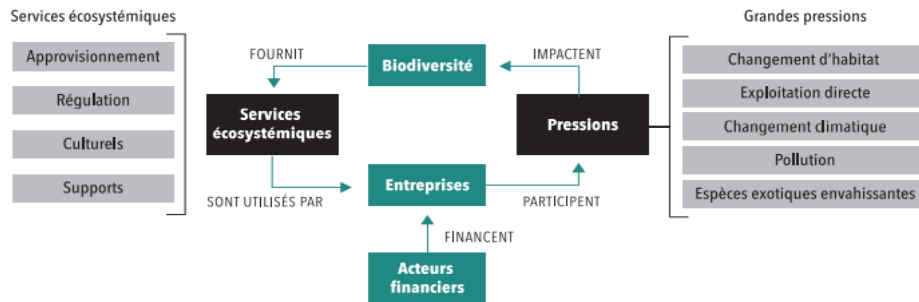 Services écosystémiques
Approvisionnement
Régulation
Culturels
Supports
FOURNIT
Biodiversité
IMPACTENT
Services
écosystémiques
Pressions
SONT UTILISÉS PAR
Entreprises
PARTICIPENT
FINANCENT
Acteurs
financiers
Grandes pressions
Changement d'habitat
Exploitation directe
Changement climatique
Pollution
Espèces exotiques envahissantes